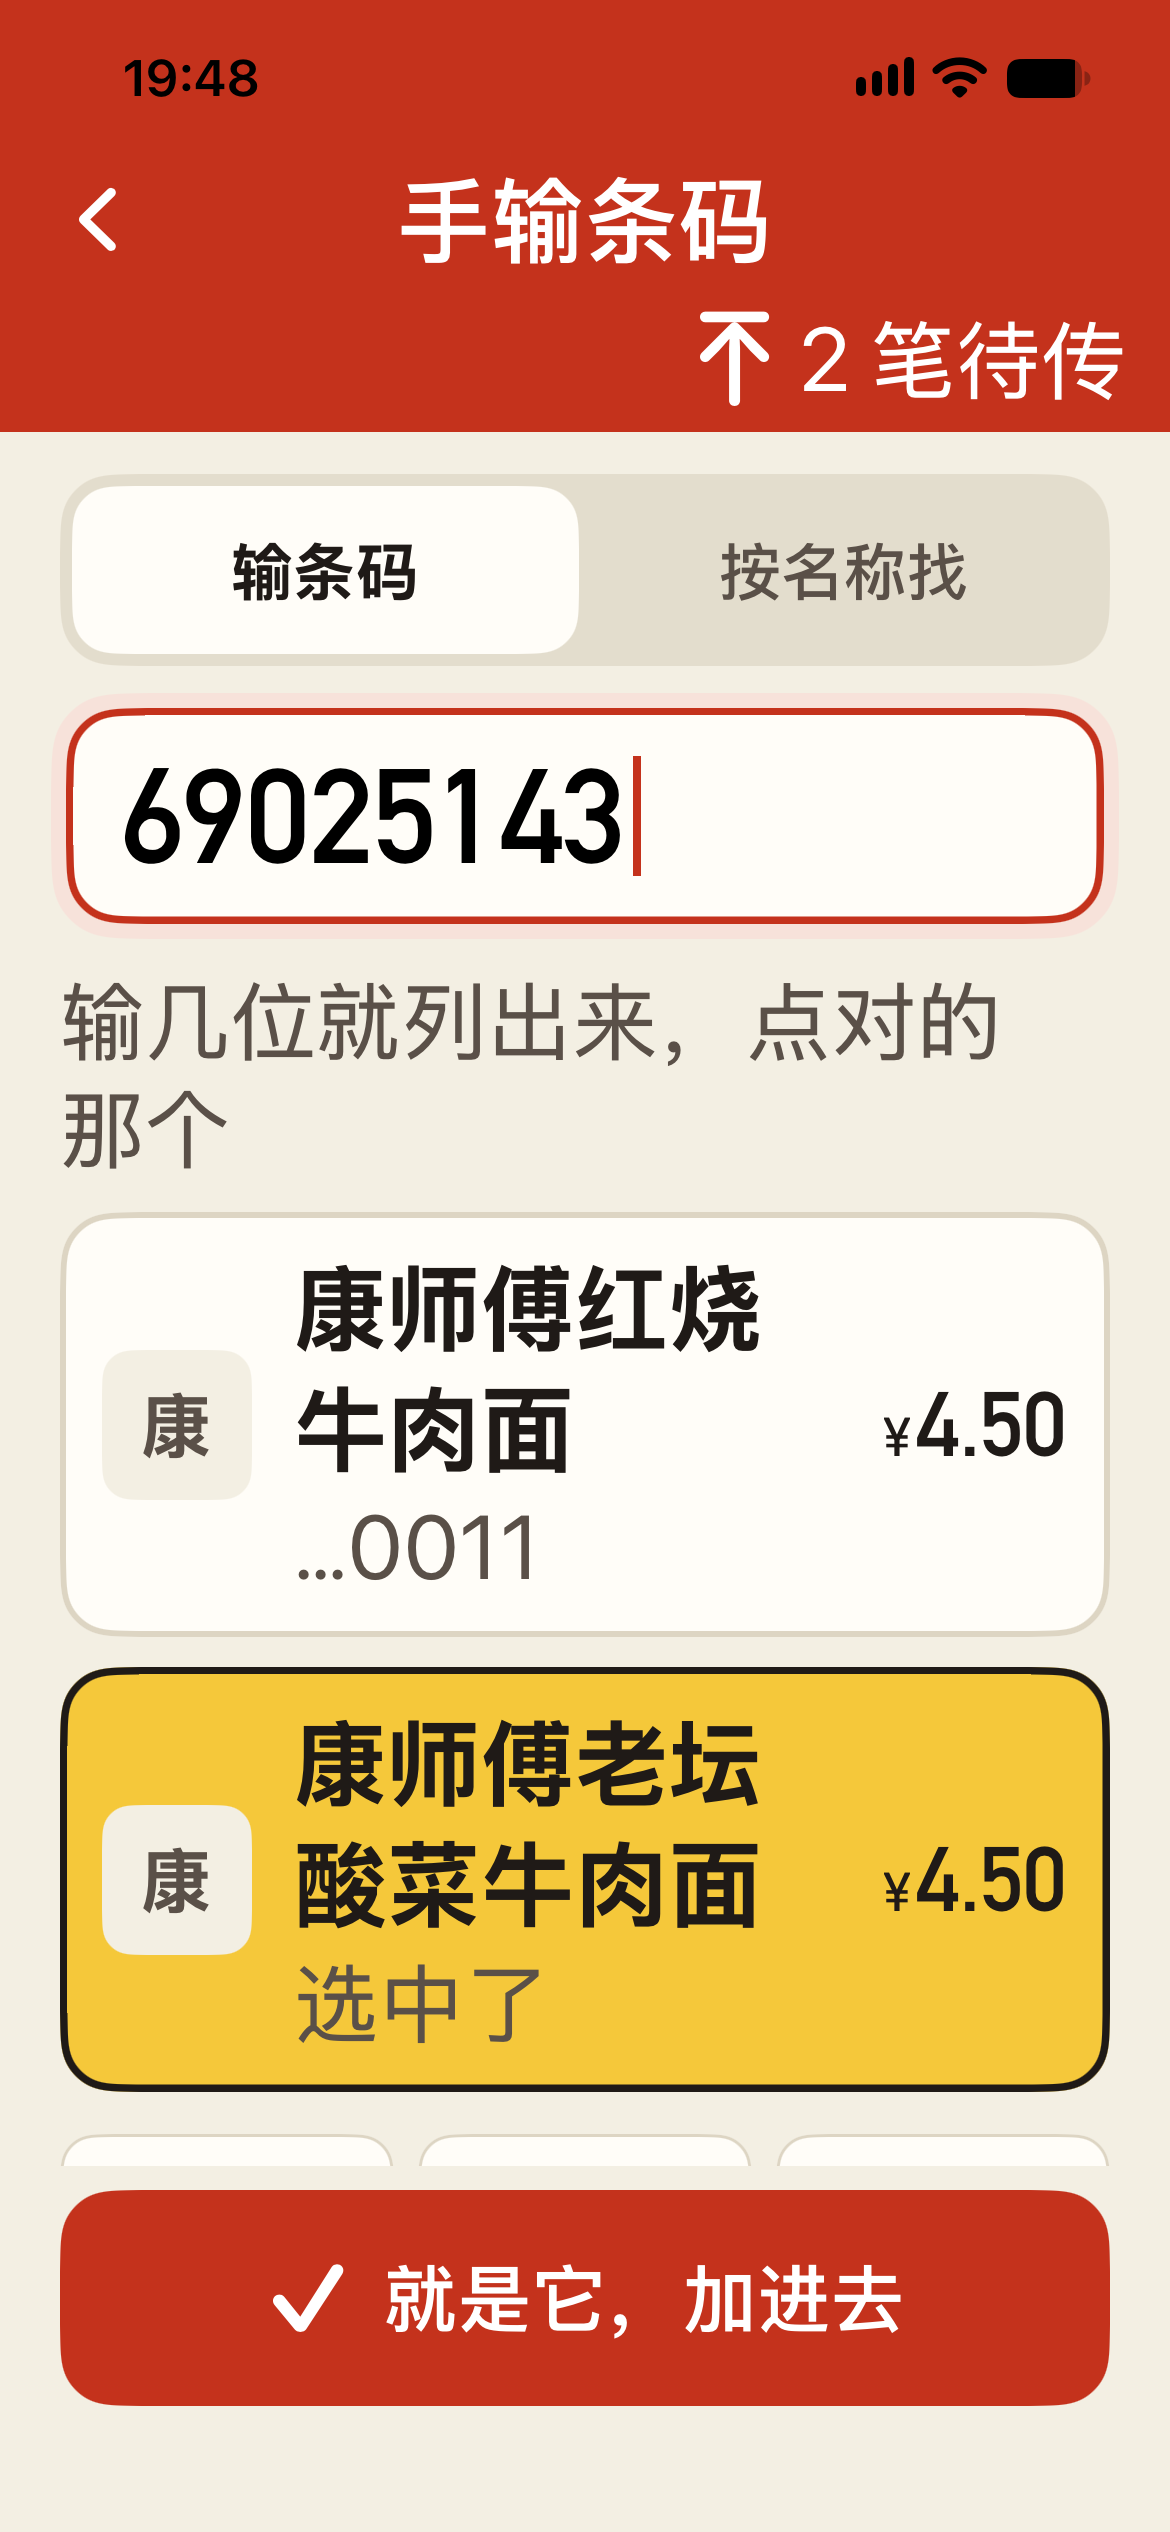 19:48
手输条码
2 笔待传
输条码
按名称找
69025143
输几位就列出来，点对的
那个
康
康师傅红烧
牛肉面
...0011
¥4.50
康
康师傅老坛
酸菜牛肉面
选中了
¥4.50
就是它，加进去